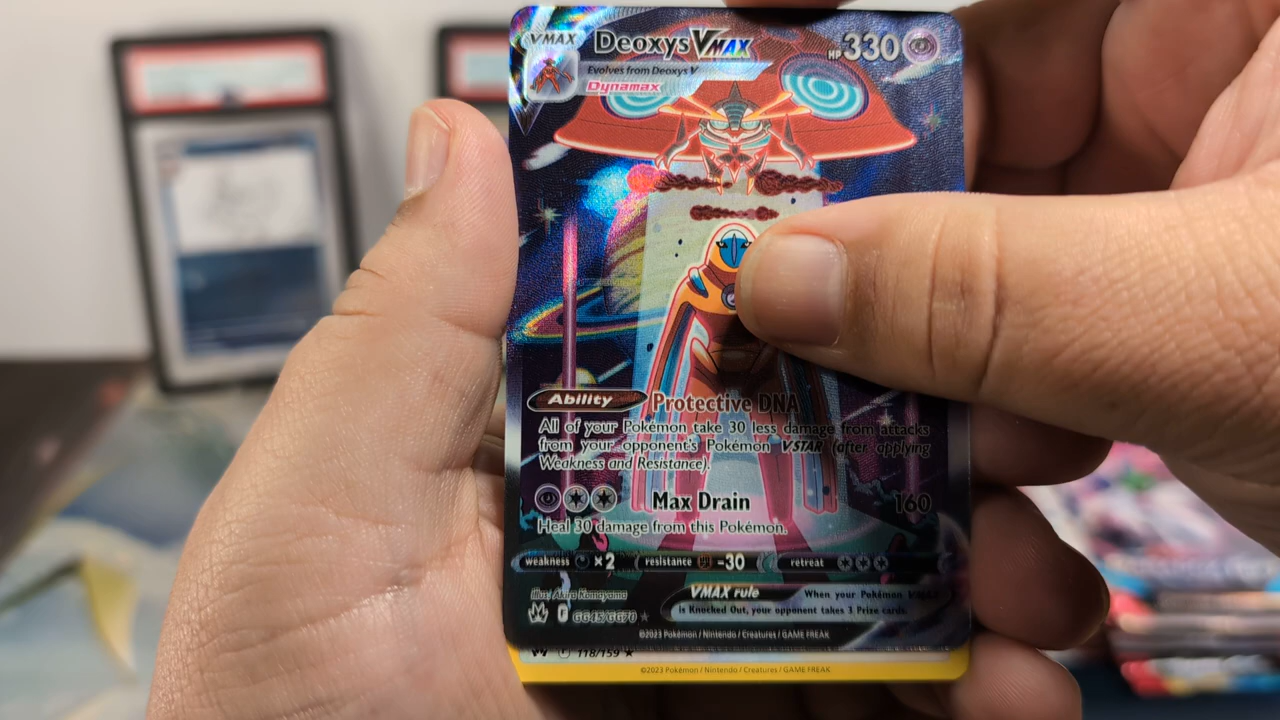 VMAX
Deoxys VMAX
HP 330
Evolves from Deoxys V
Dynamax
Ability Protective DNA
All of your Pokémon take 30 less damage from attacks
from your opponent's Pokémon VSTAR (after applying
Weakness and Resistance).
Max Drain 160
Heal 30 damage from this Pokémon.
weakness ×2 resistance -30 retreat
Illus. Akira Komayama
VMAX rule When your Pokémon VMAX
is Knocked Out, your opponent takes 3 Prize cards.
F GG45/GG70 ★
©2023 Pokémon / Nintendo / Creatures / GAME FREAK
118/159 ★
©2023 Pokémon / Nintendo / Creatures / GAME FREAK